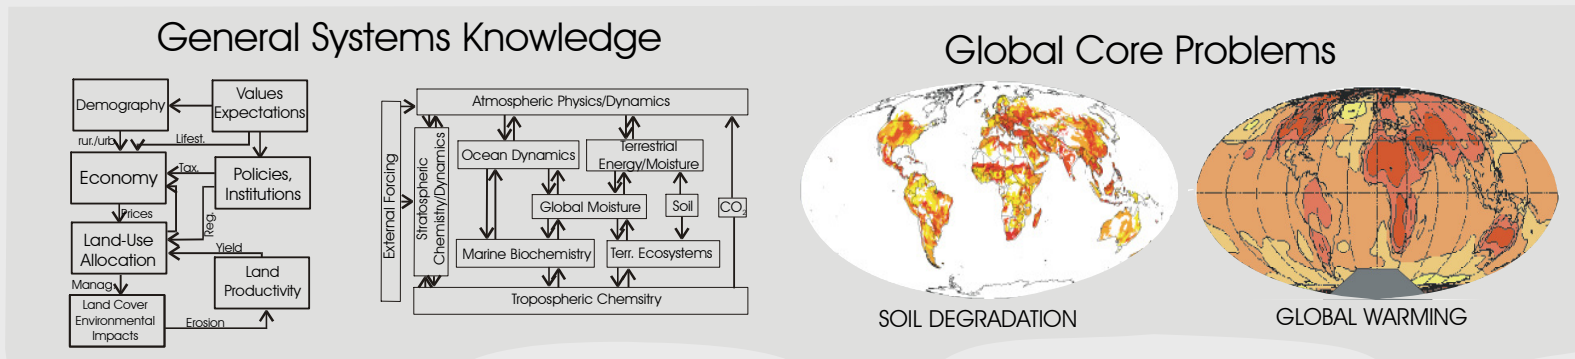 General Systems Knowledge
Demography
Values
Expectations
rur./urb.
Lifest.
Economy
Tax.
Policies,
Institutions
Prices
Reg.
Land-Use
Allocation
Yield
Manag.
Land
Productivity
Land Cover
Environmental
Impacts
Erosion
External Forcing
Atmospheric Physics/Dynamics
Stratospheric
Chemistry/Dynamics
Ocean Dynamics
Terrestrial
Energy/Moisture
Global Moisture
Soil
CO2
Marine Biochemistry
Terr. Ecosystems
Tropospheric Chemsitry
Global Core Problems
SOIL DEGRADATION
GLOBAL WARMING